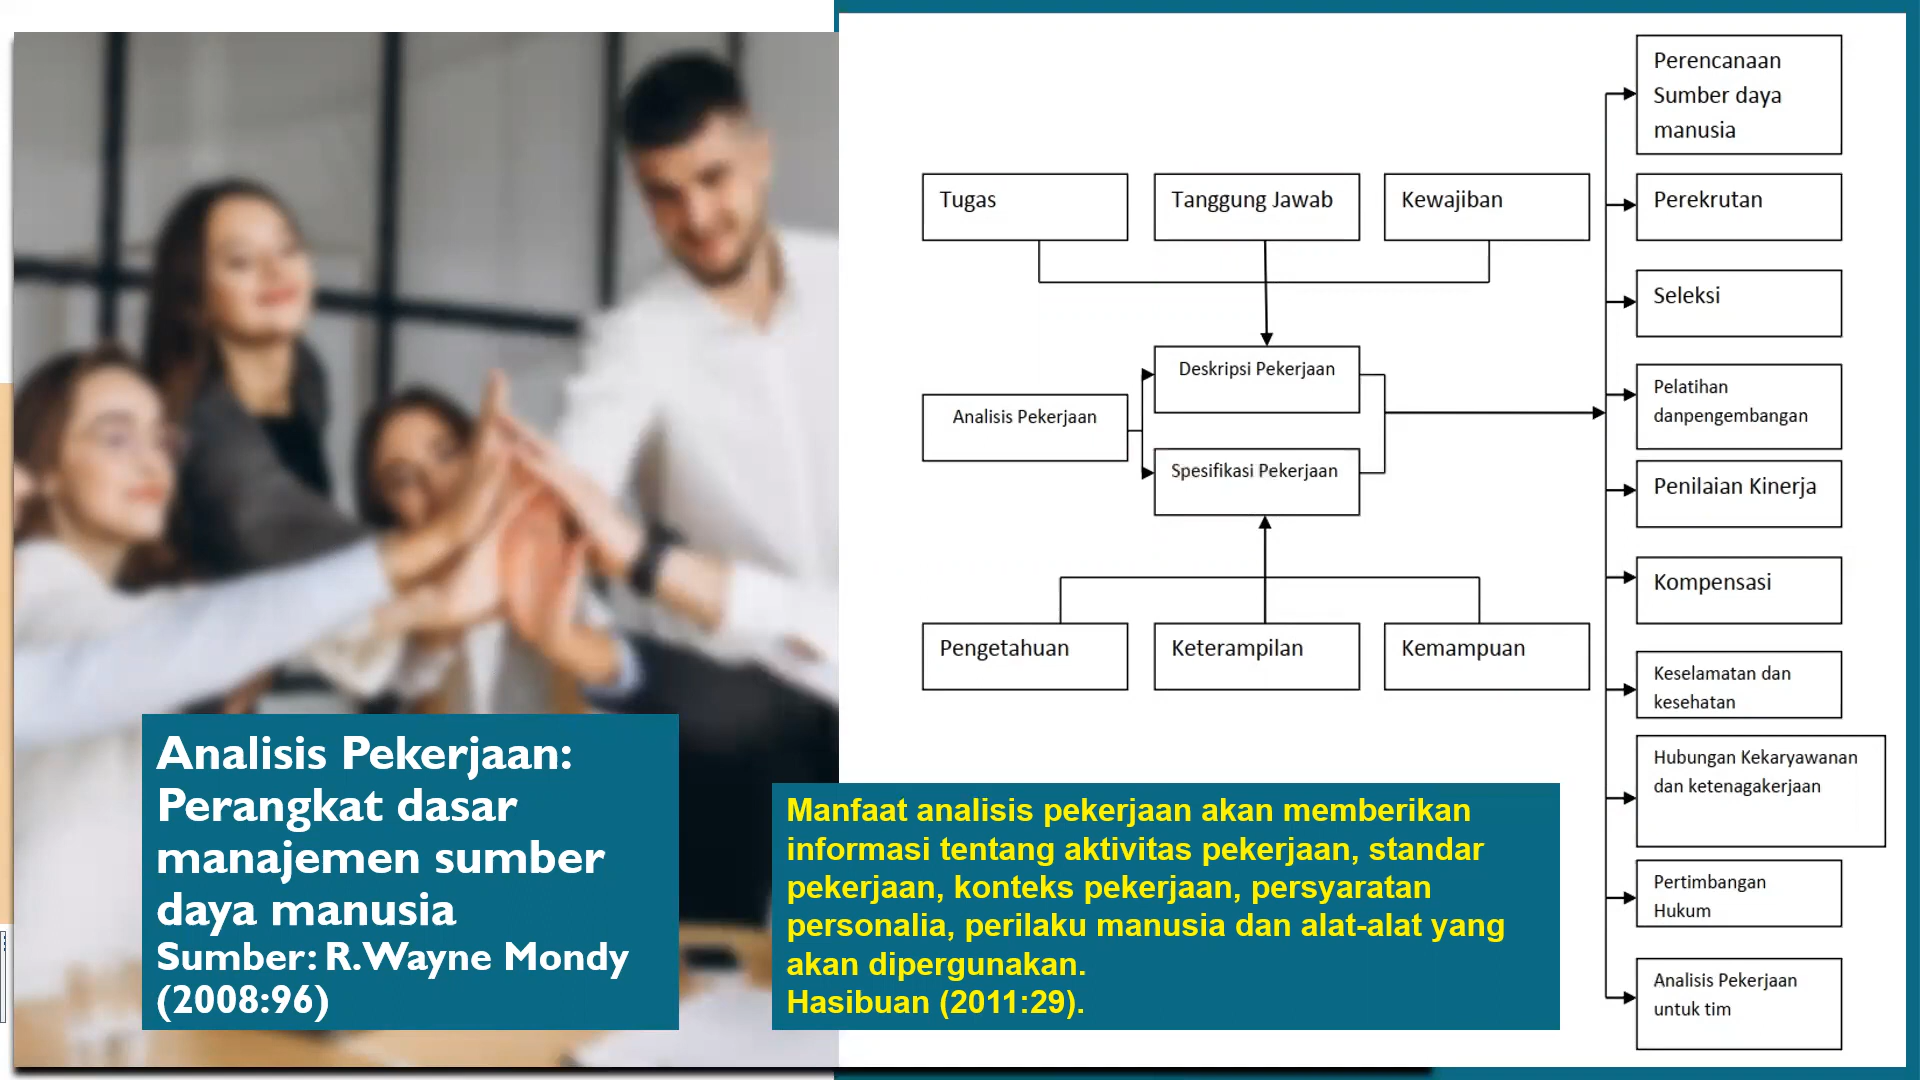 Perencanaan
Sumber daya
manusia
Tugas
Tanggung Jawab
Kewajiban
Perekrutan
Seleksi
Deskripsi Pekerjaan
Pelatihan
danpengembangan
Analisis Pekerjaan
Spesifikasi Pekerjaan
Penilaian Kinerja
Kompensasi
Pengetahuan
Keterampilan
Kemampuan
Keselamatan dan
kesehatan
Hubungan Kekaryawanan
dan ketenagakerjaan
Pertimbangan
Hukum
Analisis Pekerjaan
untuk tim
Analisis Pekerjaan:
Perangkat dasar
manajemen sumber
daya manusia
Sumber: R.Wayne Mondy
(2008:96)
Manfaat analisis pekerjaan akan memberikan
informasi tentang aktivitas pekerjaan, standar
pekerjaan, konteks pekerjaan, persyaratan
personalia, perilaku manusia dan alat-alat yang
akan dipergunakan.
Hasibuan (2011:29).